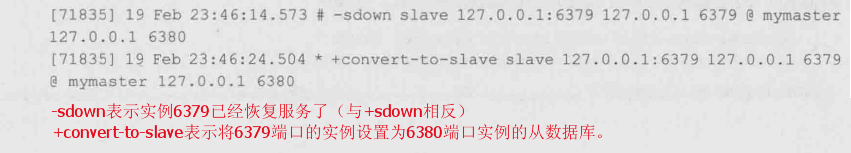 [71835] 19 Feb 23:46:14.573 # -sdown slave 127.0.0.1:6379 127.0.0.1 6379 @ mymaster
127.0.0.1 6380
[71835] 19 Feb 23:46:24.504 * +convert-to-slave slave 127.0.0.1:6379 127.0.0.1 6379
@ mymaster 127.0.0.1 6380
-sdown表示实例6379已经恢复服务了（与+sdown相反）
+convert-to-slave表示将6379端口的实例设置为6380端口实例的从数据库。